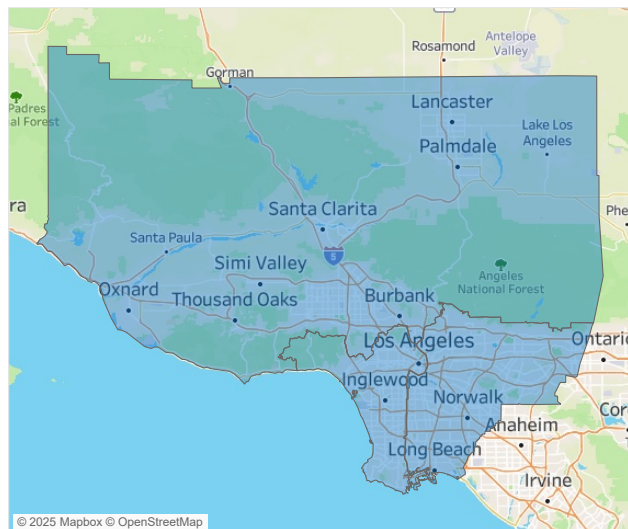 Antelope
Valley
Rosamond
Gorman
Padres
al Forest
Lancaster
Lake Los
Angeles
Palmdale
ra
Santa Clarita
Phe
Santa Paula
5
Simi Valley
Angeles
National Forest
Oxnard
Thousand Oaks
Burbank
Los Angeles
Ontario
Inglewood
Norwalk
Cor
Anaheim
Long Beach
Irvine
© 2025 Mapbox © OpenStreetMap